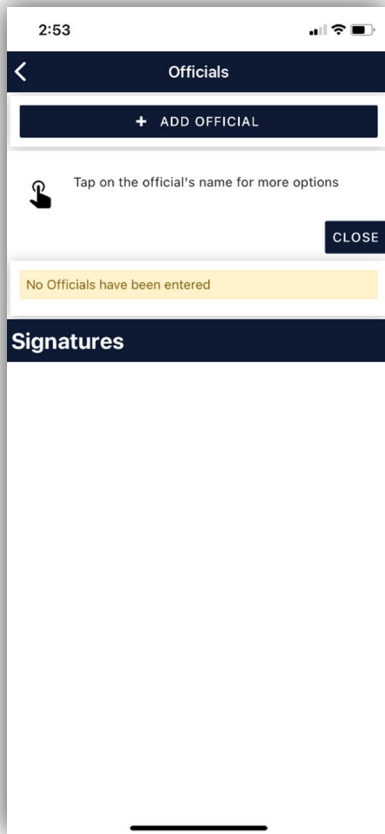 2:53
Officials
+ ADD OFFICIAL
Tap on the official's name for more options
CLOSE
No Officials have been entered
Signatures